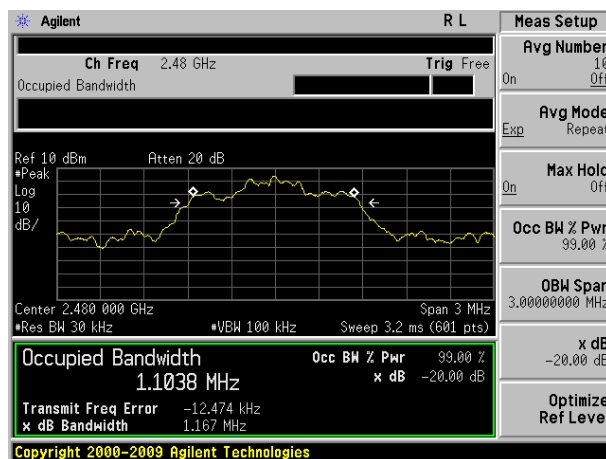 Agilent
R L
Meas Setup
Ch Freq 2.48 GHz
Trig Free
Occupied Bandwidth
Avg Number
10
On Off
Avg Mode
Exp Repeat
Max Hold
On Off
Occ BW % Pwr
99.00 %
OBW Span
3.00000000 MHz
x dB
-20.00 dB
Optimize
Ref Level
Ref 10 dBm Atten 20 dB
#Peak
Log
10
dB/
Center 2.480 000 GHz Span 3 MHz
#Res BW 30 kHz #VBW 100 kHz Sweep 3.2 ms (601 pts)
Occupied Bandwidth
1.1038 MHz
Occ BW % Pwr 99.00 %
x dB -20.00 dB
Transmit Freq Error -12.474 kHz
x dB Bandwidth 1.167 MHz
Copyright 2000-2009 Agilent Technologies